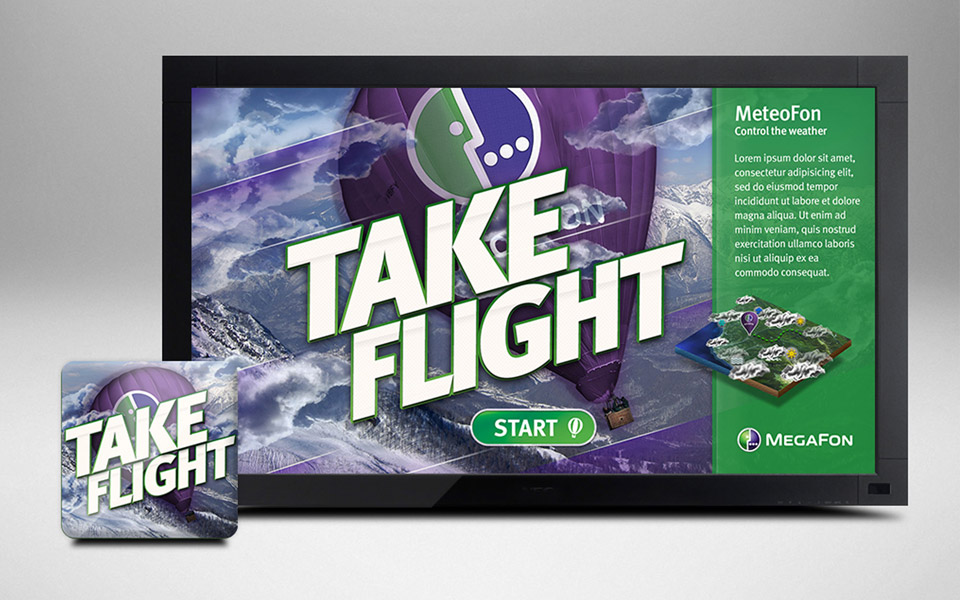 TAKE
FLIGHT
START
MeteoFon
Control the weather
Lorem ipsum dolor sit amet,
consectetur adipisicing elit,
sed do eiusmod tempor
incididunt ut labore et dolore
magna aliqua. Ut enim ad
minim veniam, quis nostrud
exercitation ullamco laboris
nisi ut aliquip ex ea
commodo consequat.
MEGAFON
TAKE
FLIGHT